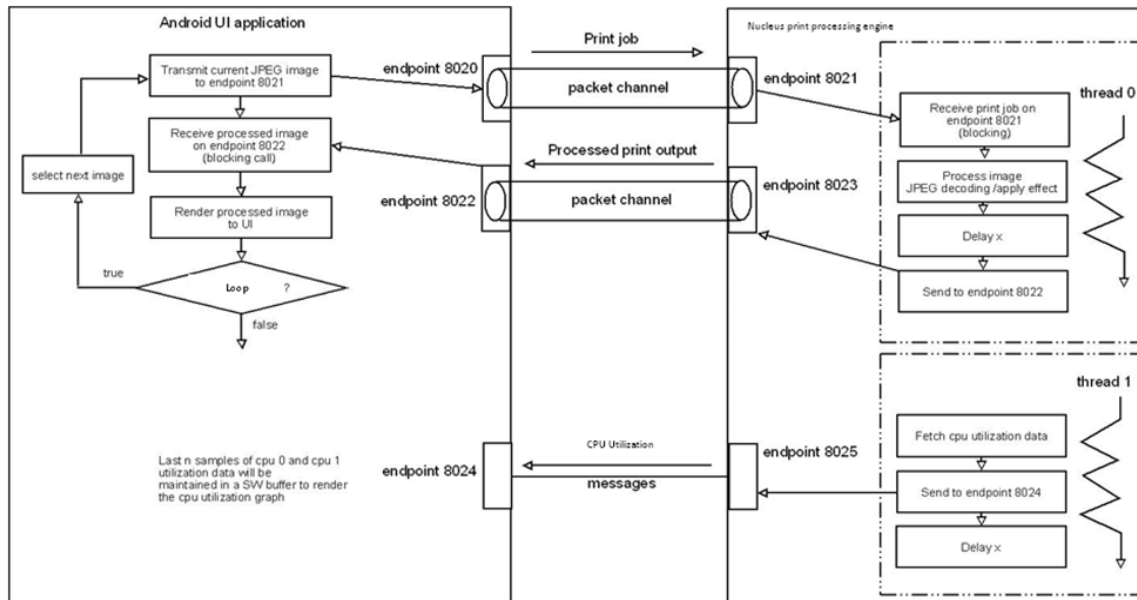 Android UI application
Transmit current JPEG image
to endpoint 8021
Receive processed image
on endpoint 8022
(blocking call)
select next image
Render processed image
to UI
true
Loop ?
false
Last n samples of cpu 0 and cpu 1
utilization data will be
maintained in a SW buffer to render
the cpu utilization graph
endpoint 8020
Print job
packet channel
endpoint 8021
Processed print output
endpoint 8022
packet channel
endpoint 8023
CPU Utilization
endpoint 8024
messages
endpoint 8025
Nucleus print processing engine
thread 0
Receive print job on
endpoint 8021
(blocking)
Process image
JPEG decoding /apply effect
Delay x
Send to endpoint 8022
thread 1
Fetch cpu utilization data
Send to endpoint 8024
Delay x